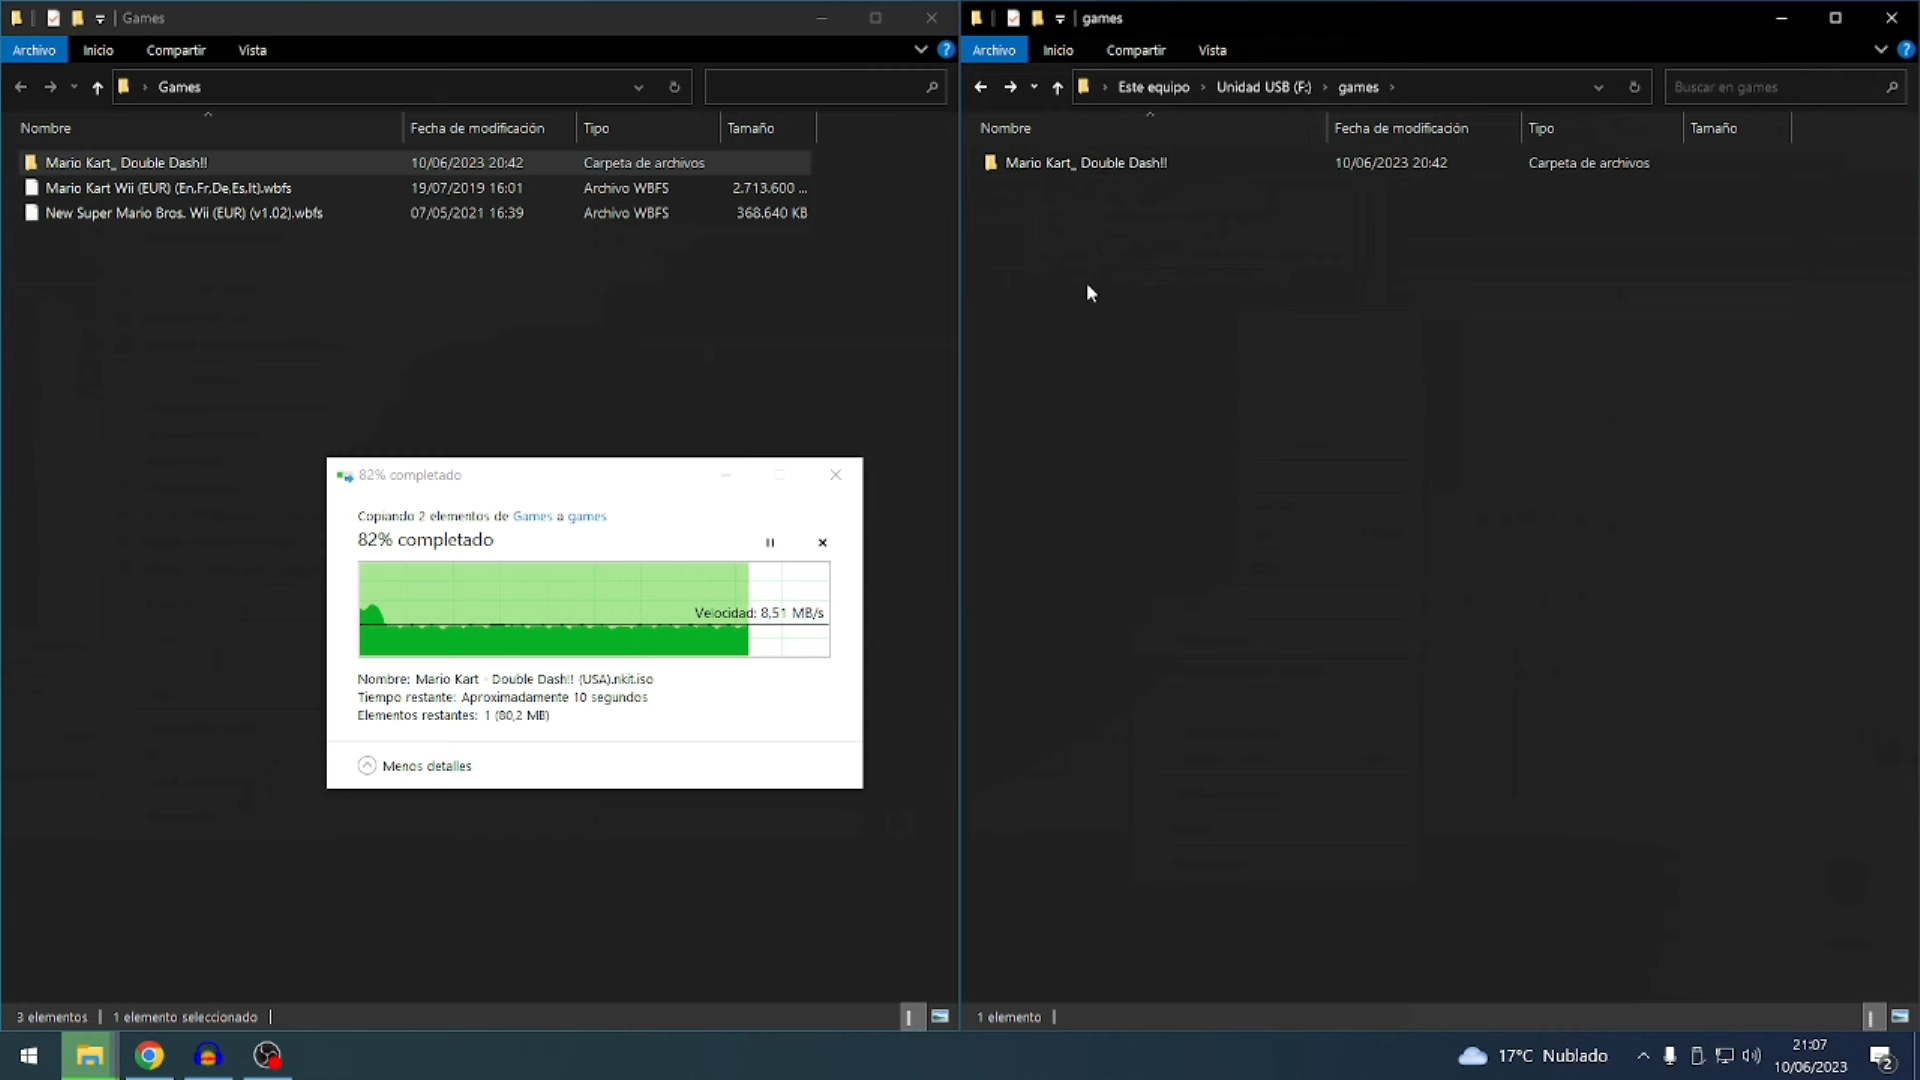 Games
Archivo Inicio Compartir Vista
Games
Nombre Fecha de modificación Tipo Tamaño
Mario Kart_ Double Dash!! 10/06/2023 20:42 Carpeta de archivos
Mario Kart Wii (EUR) (En,Fr,De,Es,It).wbfs 19/07/2019 16:01 Archivo WBFS 2.713.600 ...
New Super Mario Bros. Wii (EUR) (v1.02).wbfs 07/05/2021 16:39 Archivo WBFS 368.640 KB
82% completado
Copiando 2 elementos de Games a games
82% completado
Velocidad: 8,51 MB/s
Nombre: Mario Kart - Double Dash!! (USA).nkit.iso
Tiempo restante: Aproximadamente 10 segundos
Elementos restantes: 1 (80,2 MB)
Menos detalles
3 elementos 1 elemento seleccionado
games
Archivo Inicio Compartir Vista
Este equipo Unidad USB (F:) games
Buscar en games
Nombre Fecha de modificación Tipo Tamaño
Mario Kart_ Double Dash!! 10/06/2023 20:42 Carpeta de archivos
1 elemento
17°C Nublado
21:07
10/06/2023
2